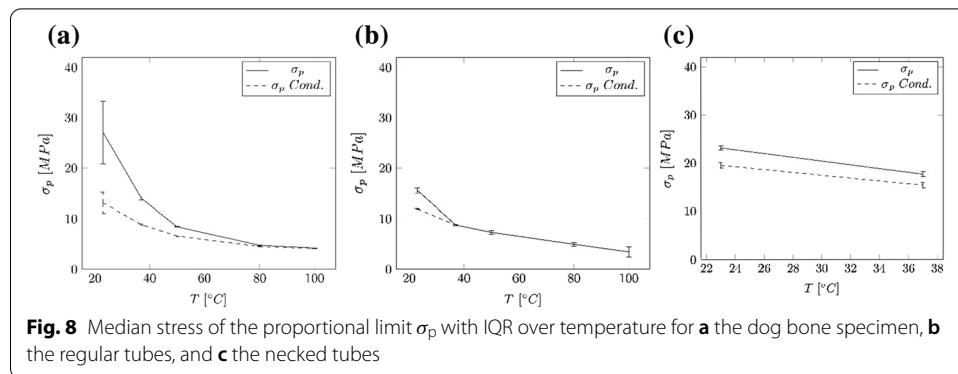 (a)
40
30
20
10
0
σp [MPa]
20 40 60 80 100
T [°C]
σp
σp Cond.
(b)
40
30
20
10
0
σp [MPa]
20 40 60 80 100
T [°C]
σp
σp Cond.
(c)
40
30
20
10
0
σp [MPa]
22 24 26 28 30 32 34 36 38
T [°C]
σp
σp Cond.
Fig. 8 Median stress of the proportional limit σp with IQR over temperature for a the dog bone specimen, b
the regular tubes, and c the necked tubes